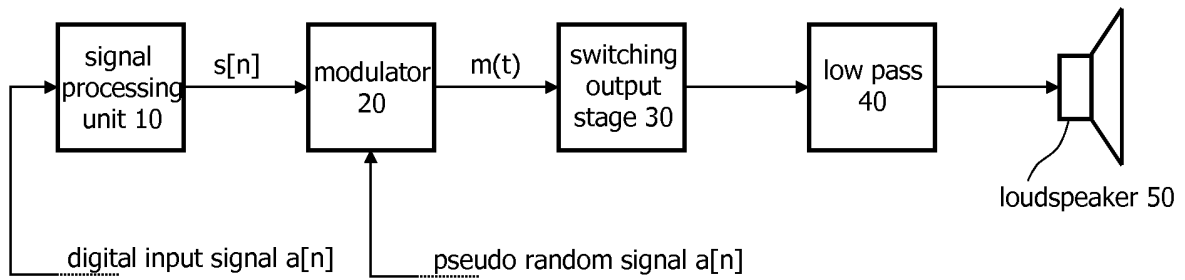 signal
processing
unit 10
s[n]
modulator
20
m(t)
switching
output
stage 30
low pass
40
loudspeaker 50
digital input signal a[n]
pseudo random signal a[n]